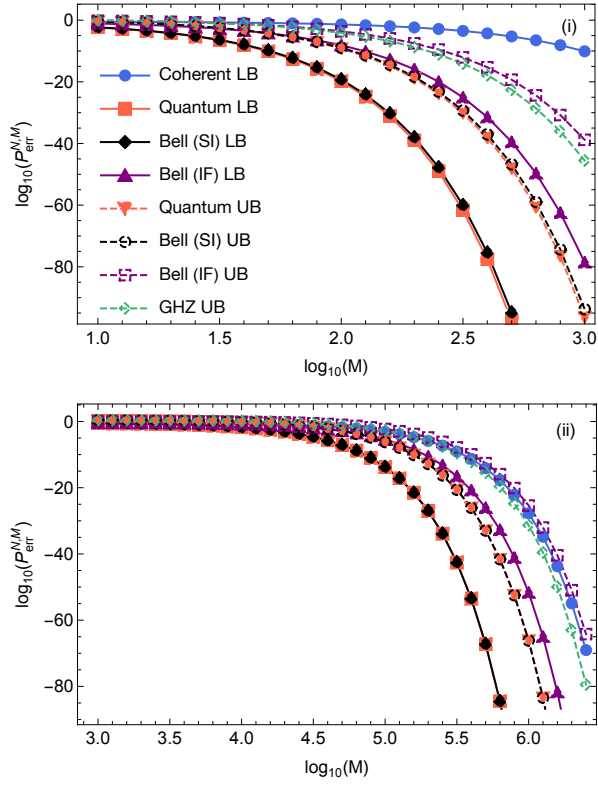 (i)
0
−20
−40
−60
−80
log₁₀(P_err^{N,M})
Coherent LB
Quantum LB
Bell (SI) LB
Bell (IF) LB
Quantum UB
Bell (SI) UB
Bell (IF) UB
GHZ UB
1.0 1.5 2.0 2.5 3.0
log₁₀(M)
(ii)
0
−20
−40
−60
−80
log₁₀(P_err^{N,M})
3.0 3.5 4.0 4.5 5.0 5.5 6.0
log₁₀(M)